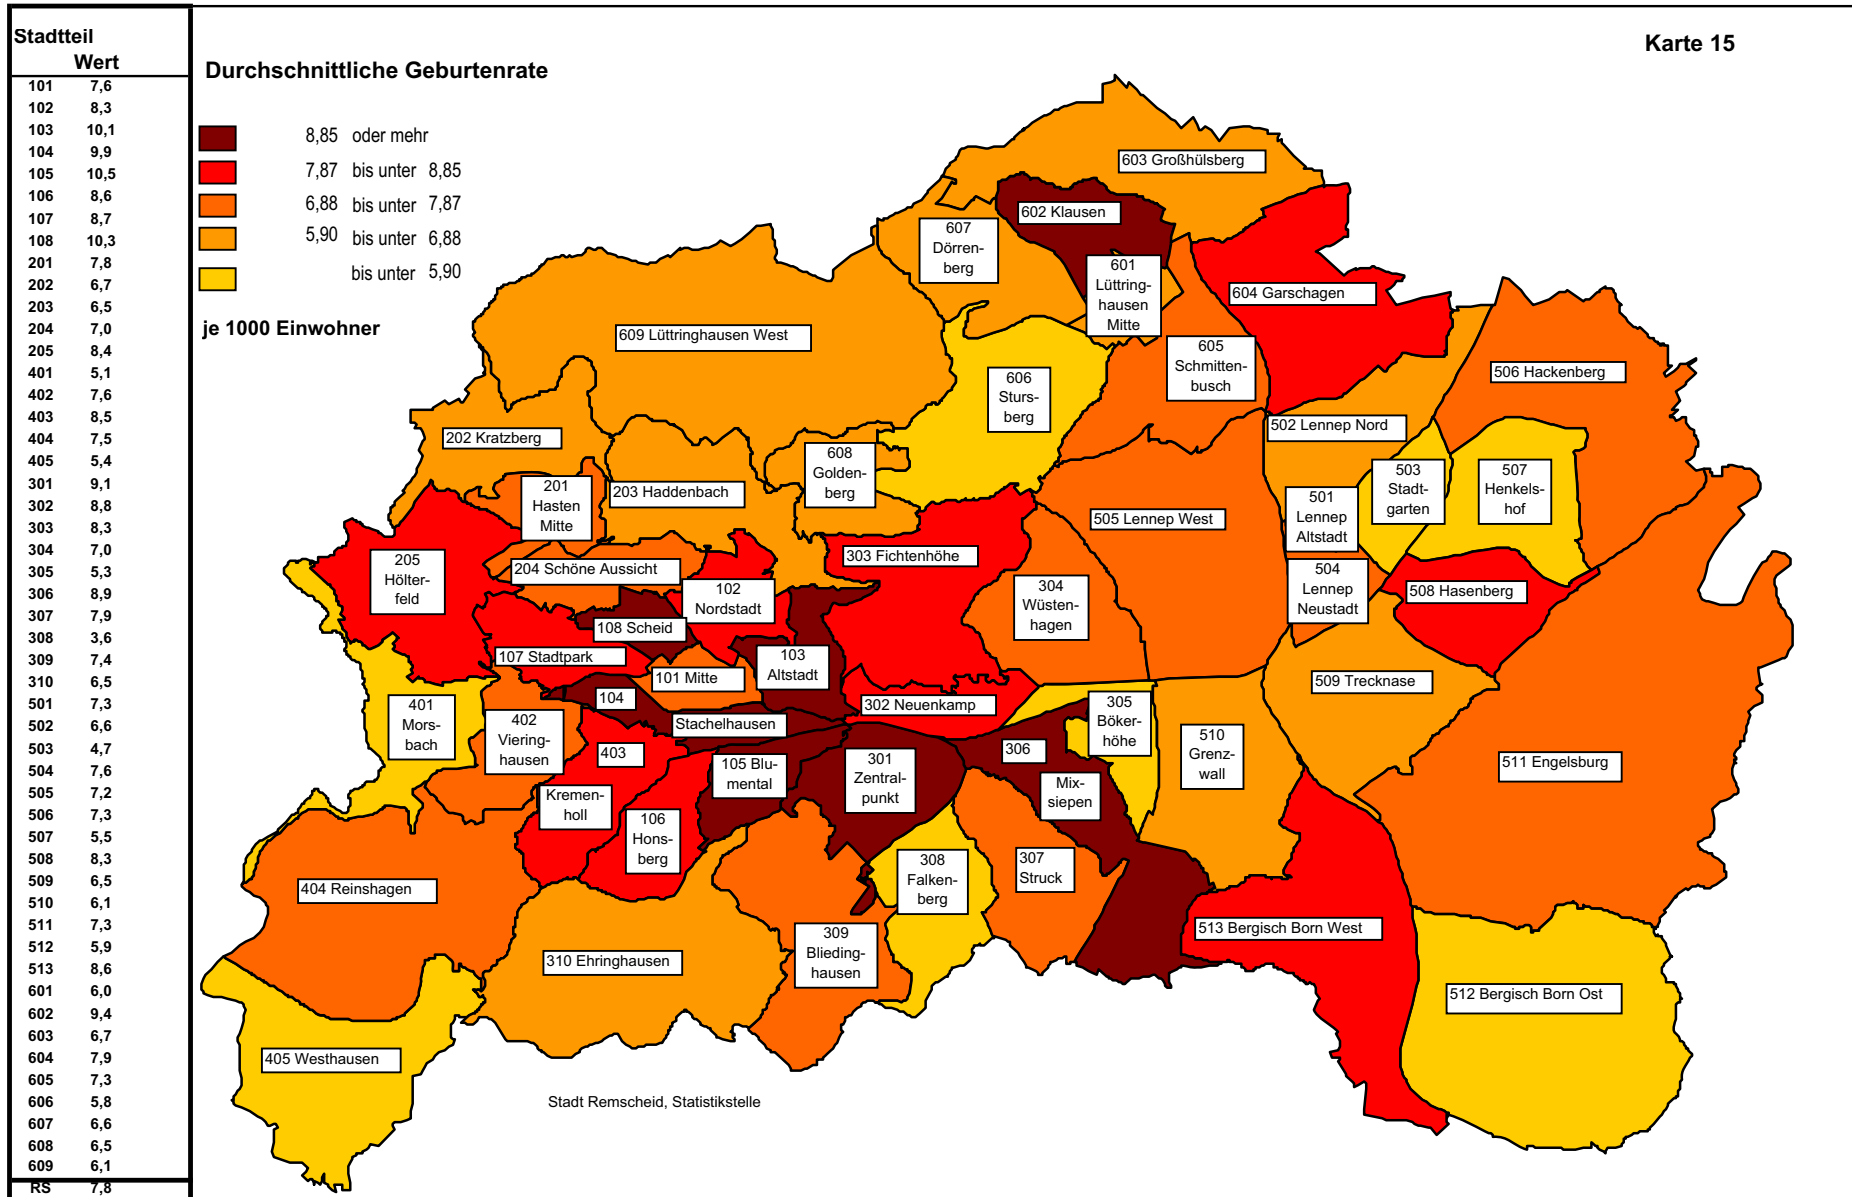 Stadtteil
Wert
101 7,6
102 8,3
103 10,1
104 9,9
105 10,5
106 8,6
107 8,7
108 10,3
201 7,8
202 6,7
203 6,5
204 7,0
205 8,4
401 5,1
402 7,6
403 8,5
404 7,5
405 5,4
301 9,1
302 8,8
303 8,3
304 7,0
305 5,3
306 8,9
307 7,9
308 3,6
309 7,4
310 6,5
501 7,3
502 6,6
503 4,7
504 7,6
505 7,2
506 7,3
507 5,5
508 8,3
509 6,5
510 6,1
511 7,3
512 5,9
513 8,6
601 6,0
602 9,4
603 6,7
604 7,9
605 7,3
606 5,8
607 6,6
608 6,5
609 6,1
RS 7,8
Karte 15
Durchschnittliche Geburtenrate
8,85 oder mehr
7,87 bis unter 8,85
6,88 bis unter 7,87
5,90 bis unter 6,88
bis unter 5,90
je 1000 Einwohner
603 Großhülsberg
602 Klausen
607
Dörren-
berg
601
Lüttring-
hausen
Mitte
604 Garschagen
609 Lüttringhausen West
605
Schmitten-
busch
606
Sturs-
berg
506 Hackenberg
502 Lennep Nord
202 Kratzberg
608
Golden-
berg
503
Stadt-
garten
507
Henkels-
hof
201
Hasten
Mitte
203 Haddenbach
501
Lennep
Altstadt
505 Lennep West
303 Fichtenhöhe
205
Hölter-
feld
204 Schöne Aussicht
102
Nordstadt
304
Wüsten-
hagen
504
Lennep
Neustadt
508 Hasenberg
108 Scheid
107 Stadtpark
103
Altstadt
101 Mitte
509 Trecknase
104
Stachelhausen
302 Neuenkamp
305
Böker-
höhe
401
Mors-
bach
402
Viering-
hausen
403
Kremen-
holl
105 Blu-
mental
301
Zentral-
punkt
306
Mix-
siepen
510
Grenz-
wall
511 Engelsburg
106
Hons-
berg
308
Falken-
berg
307
Struck
404 Reinshagen
513 Bergisch Born West
309
Blieding-
hausen
310 Ehringhausen
512 Bergisch Born Ost
405 Westhausen
Stadt Remscheid, Statistikstelle